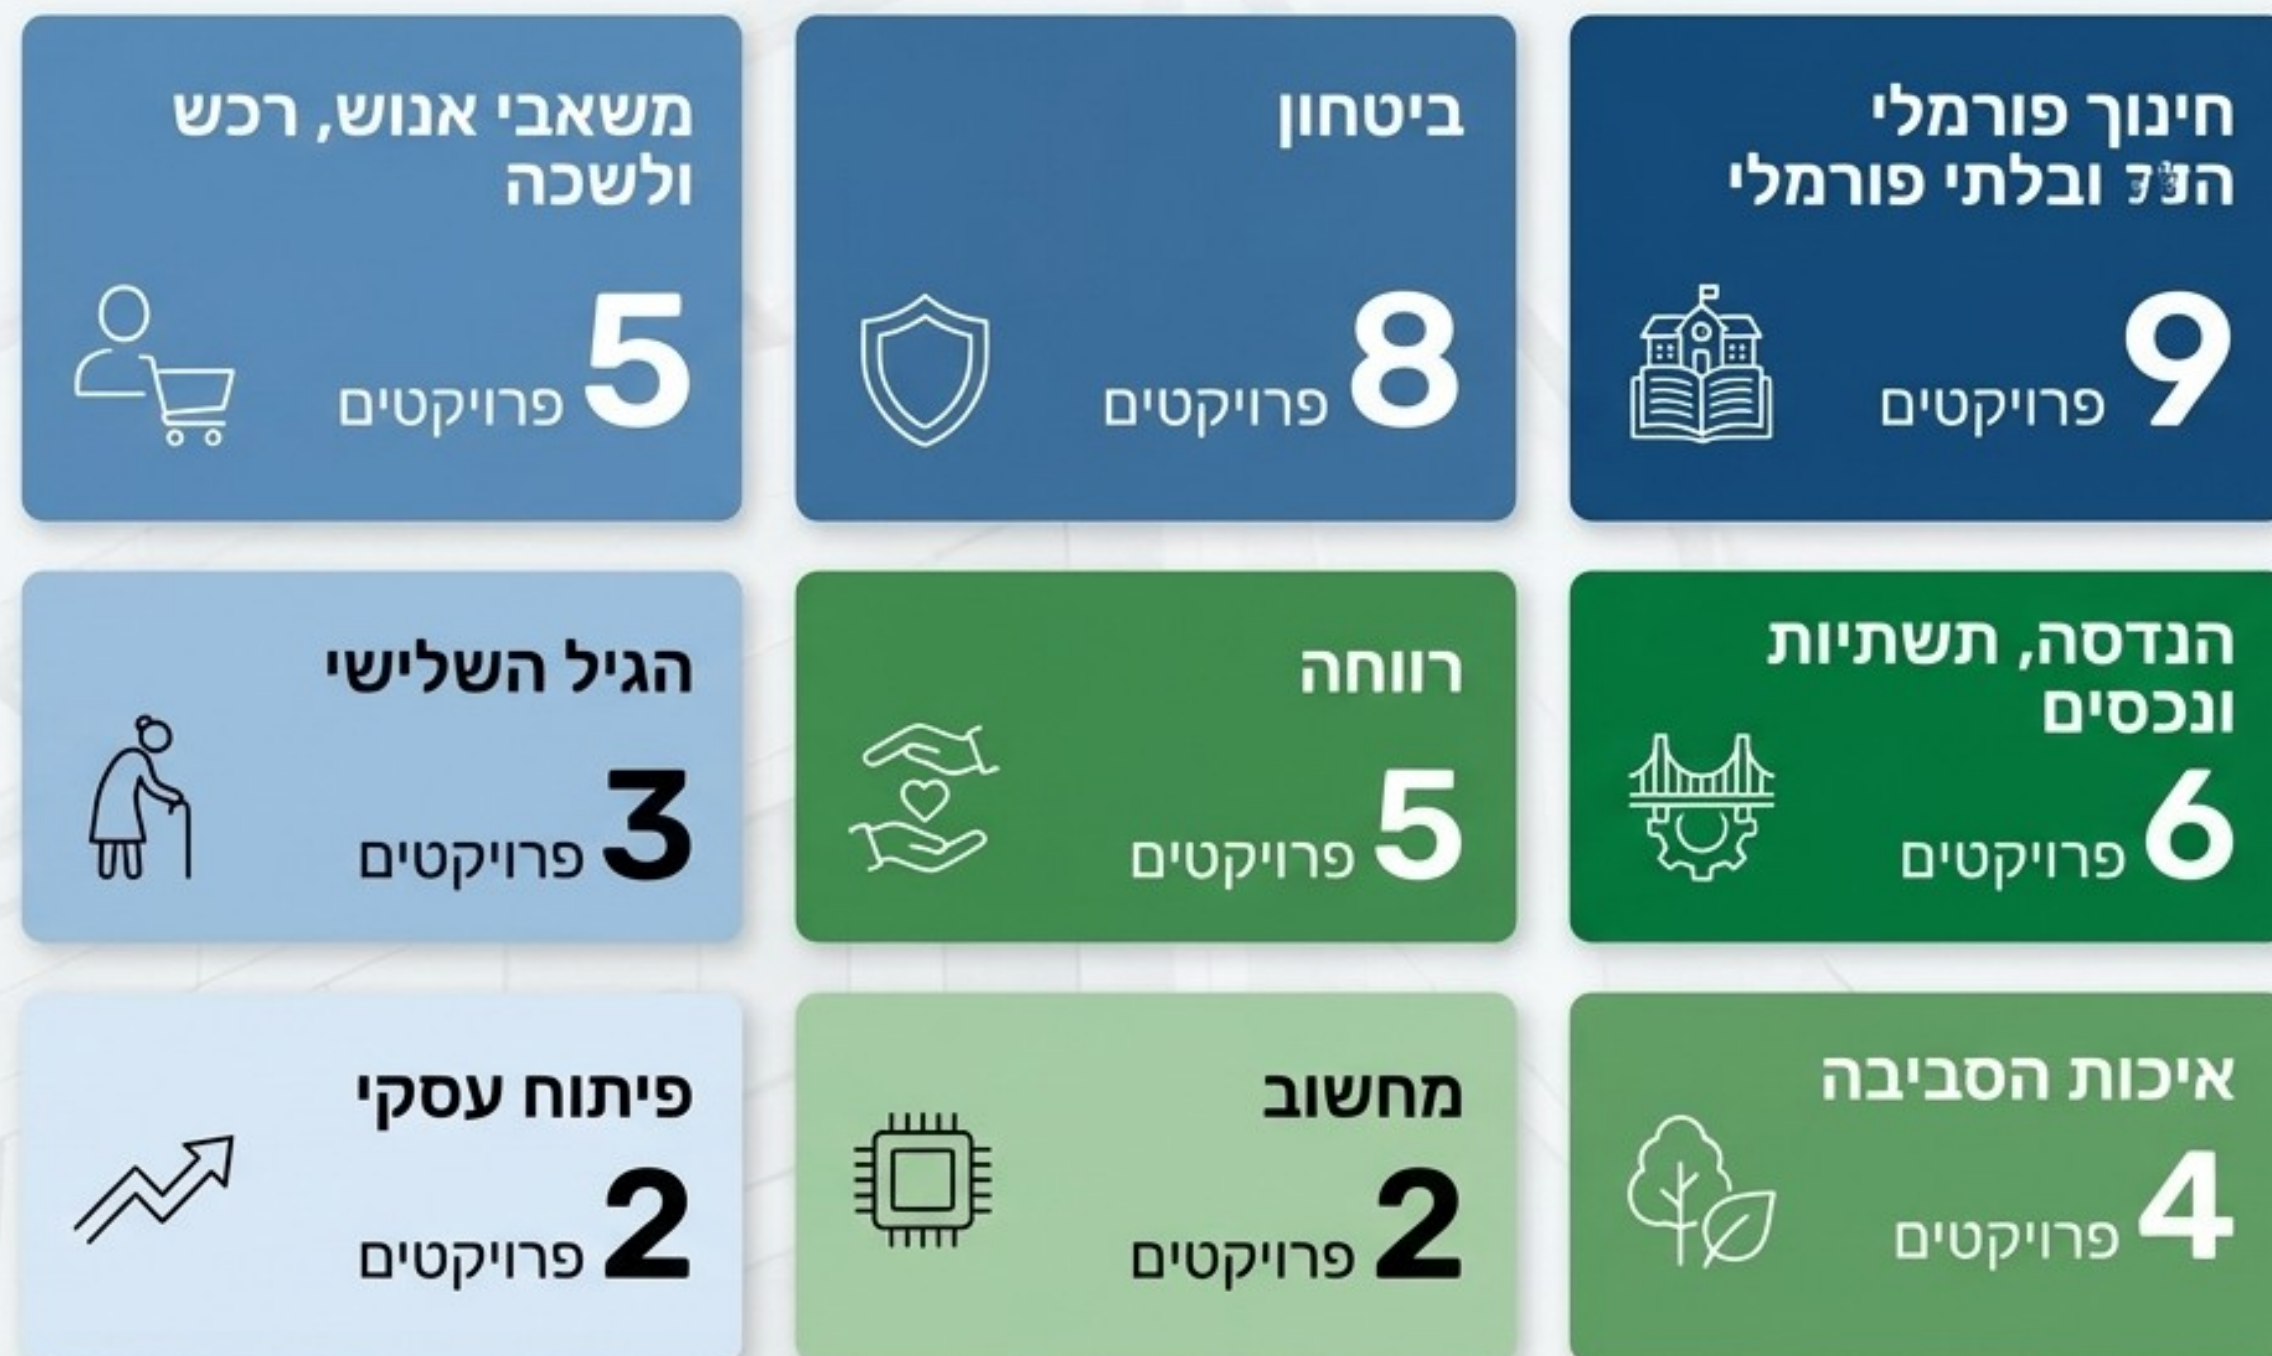 חינוך פורמלי
ובלתי פורמלי
9 פרויקטים
ביטחון
8 פרויקטים
משאבי אנוש, רכש
ולשכה
5 פרויקטים
הנדסה, תשתיות
ונכסים
6 פרויקטים
רווחה
5 פרויקטים
הגיל השלישי
3 פרויקטים
איכות הסביבה
4 פרויקטים
מחשוב
2 פרויקטים
פיתוח עסקי
2 פרויקטים